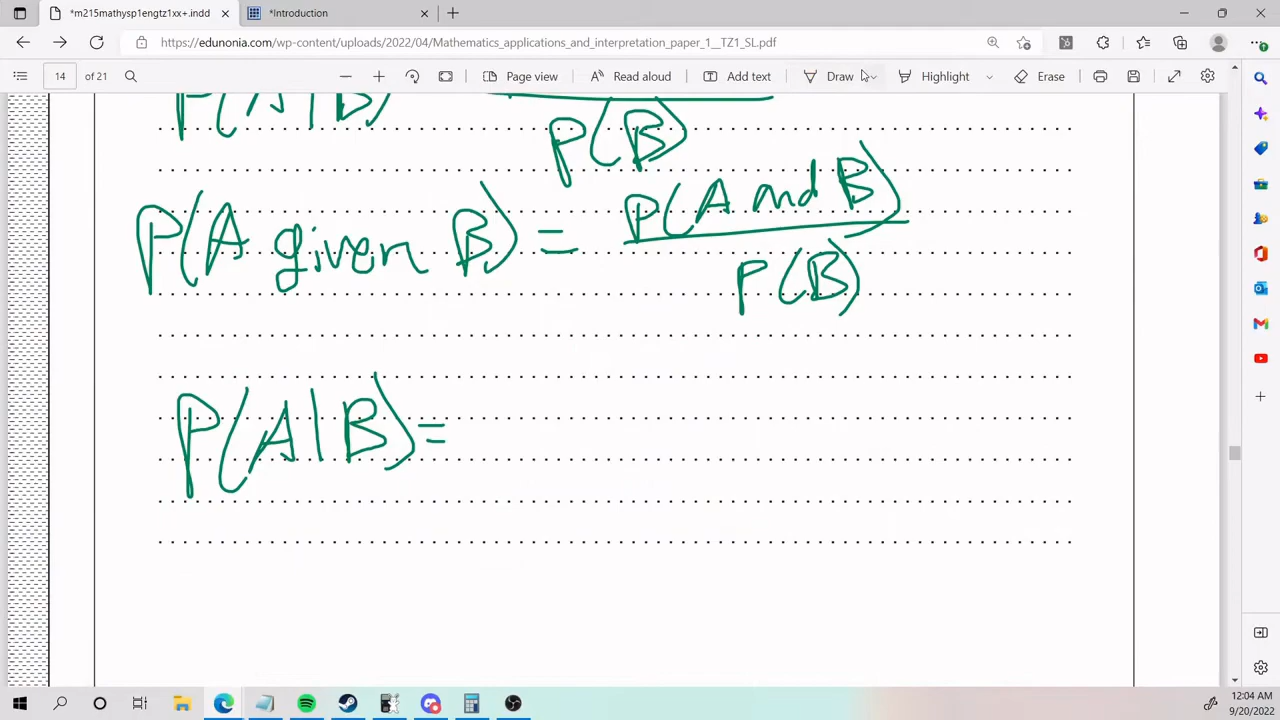 *m215mathysp1engtz1xx+.indd
*Introduction
https://edunonia.com/wp-content/uploads/2022/04/Mathematics_applications_and_interpretation_paper_1__TZ1_SL.pdf
14 of 21
Page view
Read aloud
Add text
Draw
Highlight
Erase
P(A|B)
P(B)
P(A given B) = P(A and B)
P(B)
P(A|B)=
12:04 AM
9/20/2022